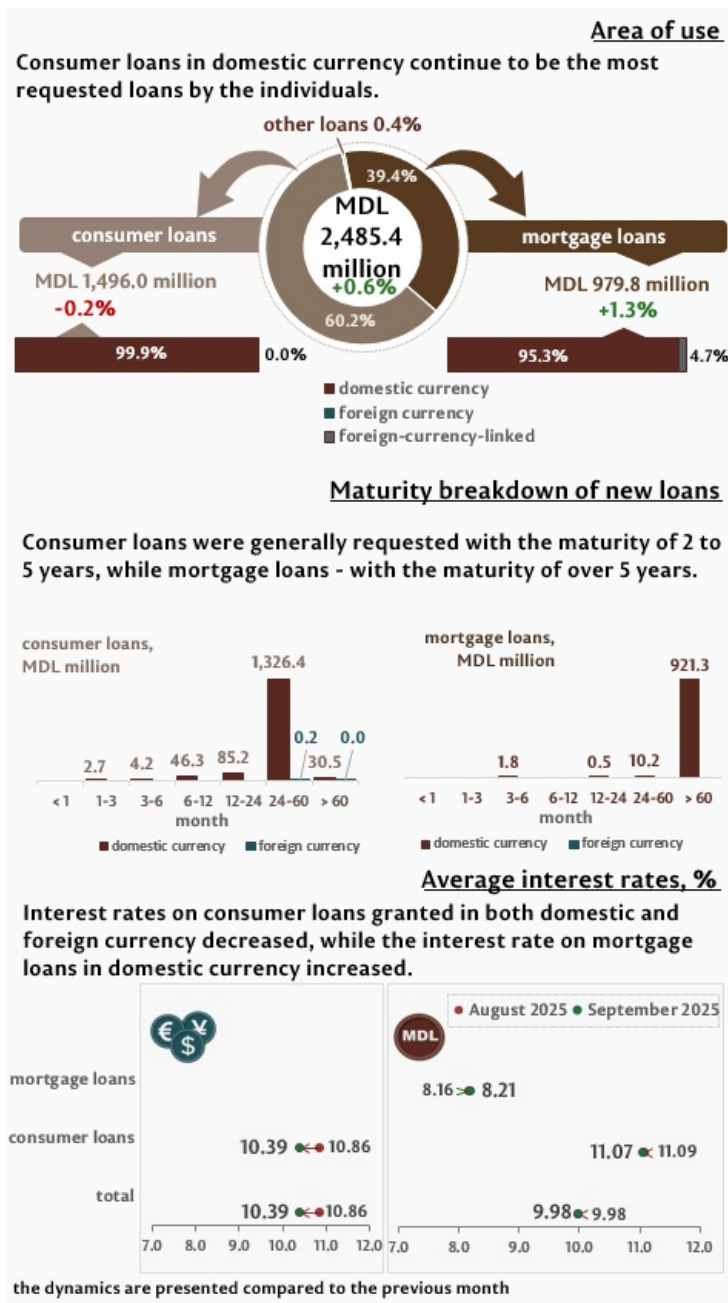 Area of use
Consumer loans in domestic currency continue to be the most
requested loans by the individuals.
other loans 0.4%
39.4%
MDL
2,485.4
million
+0.6%
60.2%
consumer loans
MDL 1,496.0 million
-0.2%
99.9%
0.0%
mortgage loans
MDL 979.8 million
+1.3%
95.3%
4.7%
domestic currency
foreign currency
foreign-currency-linked
Maturity breakdown of new loans
Consumer loans were generally requested with the maturity of 2 to
5 years, while mortgage loans - with the maturity of over 5 years.
consumer loans,
MDL million
2.7 4.2 46.3 85.2 1,326.4 0.2 30.5 0.0
< 1 1-3 3-6 6-12 12-24 24-60 > 60
month
domestic currency foreign currency
mortgage loans,
MDL million
1.8 0.5 10.2 921.3
< 1 1-3 3-6 6-12 12-24 24-60 > 60
month
domestic currency foreign currency
Average interest rates, %
Interest rates on consumer loans granted in both domestic and
foreign currency decreased, while the interest rate on mortgage
loans in domestic currency increased.
€ ¥ $
MDL
August 2025 September 2025
mortgage loans
8.16 8.21
consumer loans
10.39 10.86
11.07 11.09
total
10.39 10.86
9.98 9.98
7.0 8.0 9.0 10.0 11.0 12.0
7.0 8.0 9.0 10.0 11.0 12.0
the dynamics are presented compared to the previous month